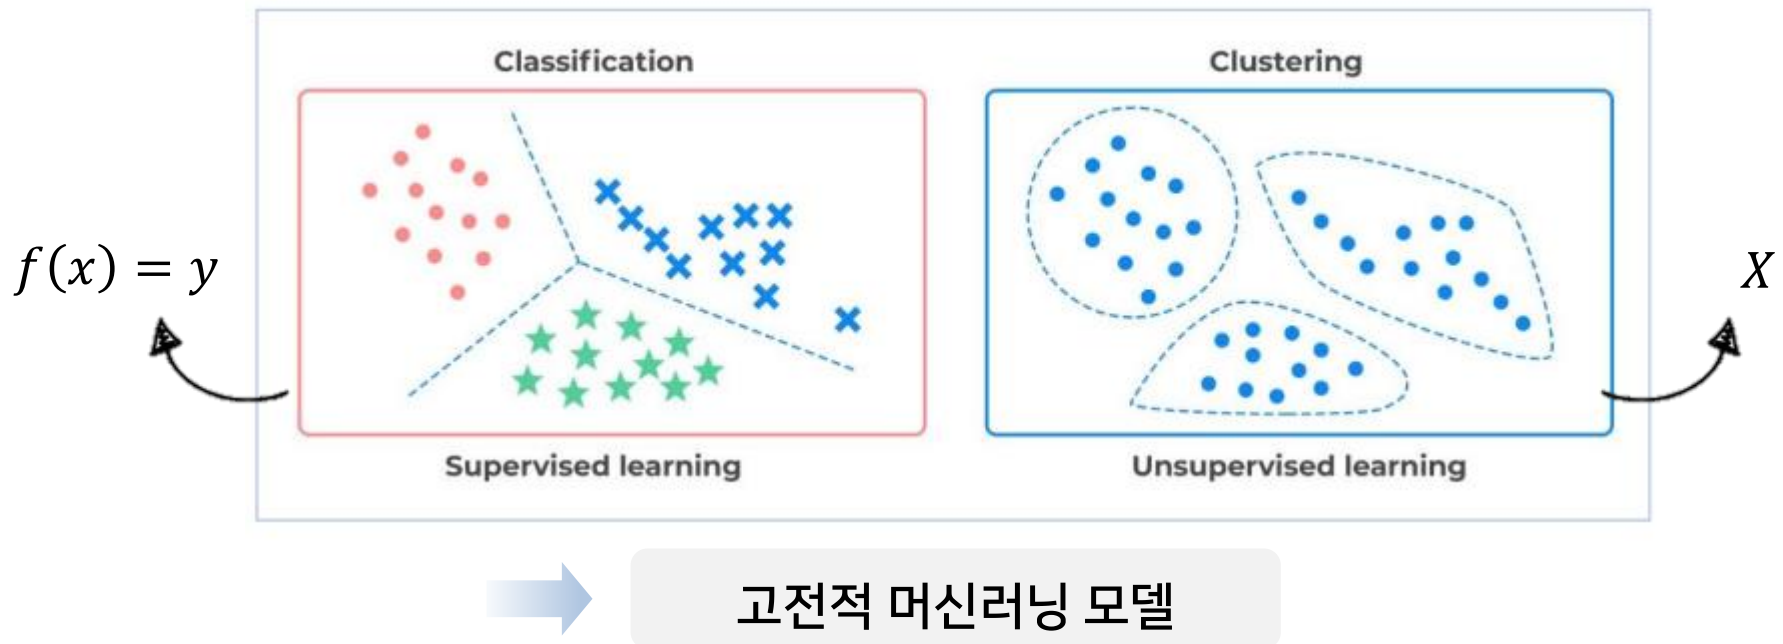 Classification
Clustering
f(x) = y
X
Supervised learning
Unsupervised learning
고전적 머신러닝 모델